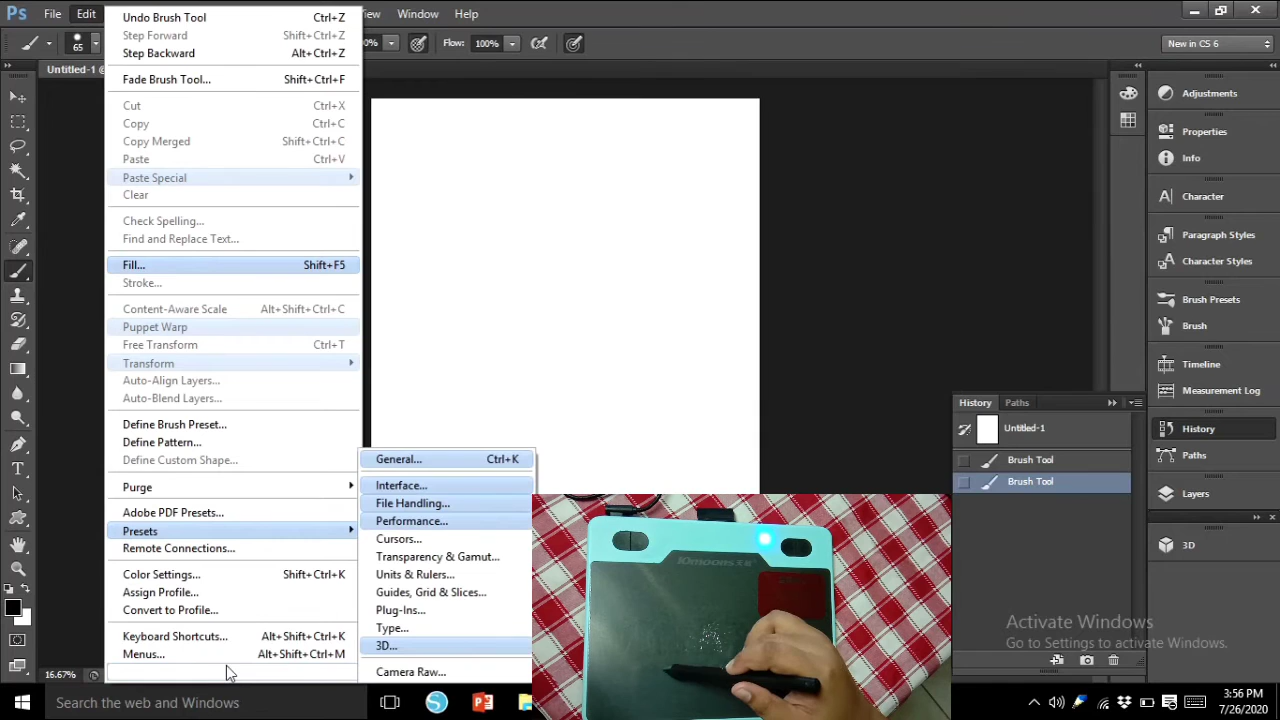 Ps File Edit View Window Help
65 Flow: 100% New in CS 6
Untitled-1 @
Undo Brush Tool Ctrl+Z
Step Forward Shift+Ctrl+Z
Step Backward Alt+Ctrl+Z
Fade Brush Tool... Shift+Ctrl+F
Cut Ctrl+X
Copy Ctrl+C
Copy Merged Shift+Ctrl+C
Paste Ctrl+V
Paste Special
Clear
Check Spelling...
Find and Replace Text...
Fill... Shift+F5
Stroke...
Content-Aware Scale Alt+Shift+Ctrl+C
Puppet Warp
Free Transform Ctrl+T
Transform
Auto-Align Layers...
Auto-Blend Layers...
Define Brush Preset...
Define Pattern...
Define Custom Shape...
Purge
Adobe PDF Presets...
Presets
Remote Connections...
Color Settings... Shift+Ctrl+K
Assign Profile...
Convert to Profile...
Keyboard Shortcuts... Alt+Shift+Ctrl+K
Menus... Alt+Shift+Ctrl+M
General... Ctrl+K
Interface...
File Handling...
Performance...
Cursors...
Transparency & Gamut...
Units & Rulers...
Guides, Grid & Slices...
Plug-Ins...
Type...
3D...
Camera Raw...
Adjustments
Properties
Info
Character
Paragraph Styles
Character Styles
Brush Presets
Brush
Timeline
Measurement Log
History
Paths
Layers
3D
History Paths
Untitled-1
Brush Tool
Brush Tool
10moons
Activate Windows
Go to Settings to activate Windows.
16.67%
Search the web and Windows
3:56 PM
7/26/2020